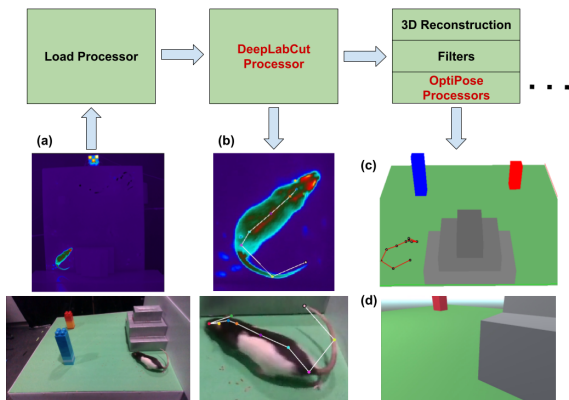 Load Processor
DeepLabCut
Processor
3D Reconstruction
Filters
OptiPose
Processors
. . .
(a)
(b)
(c)
(d)